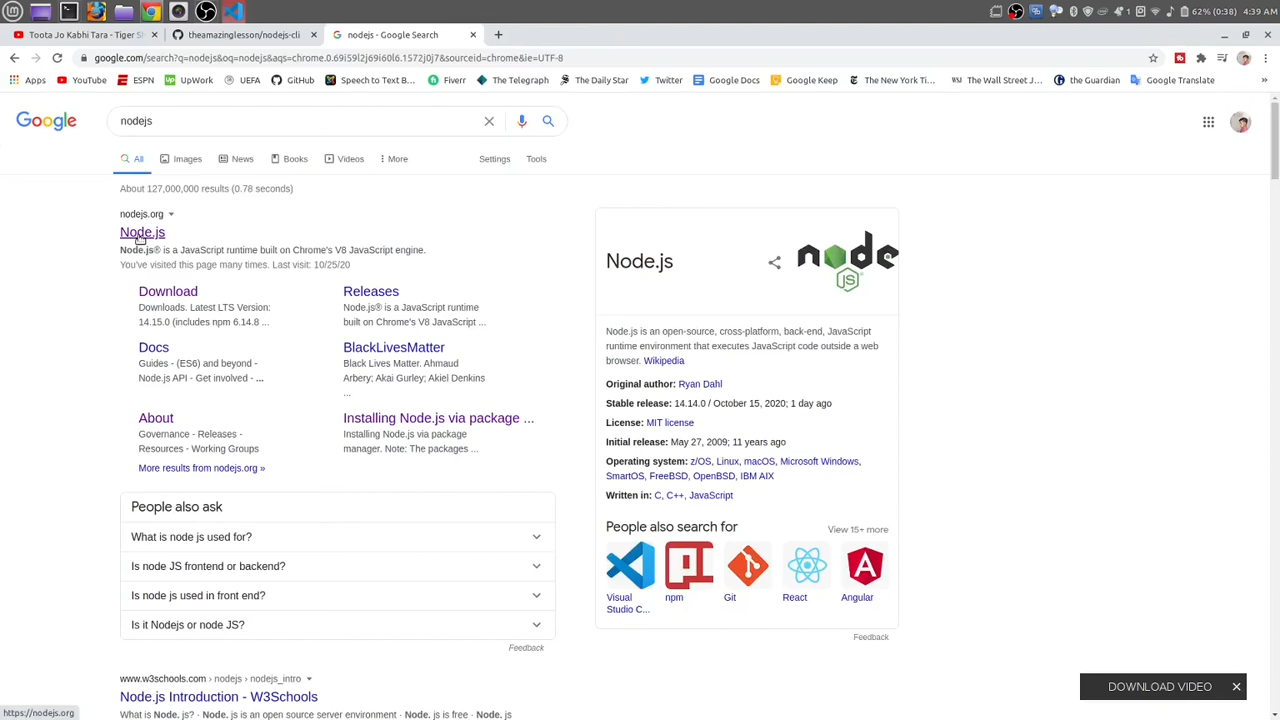 62% (0:38) 4:39 AM
Toota Jo Kabhi Tara - Tiger Sh
theamazinglesson/nodejs-cli
nodejs - Google Search
google.com/search?q=nodejs&oq=nodejs&aqs=chrome.0.69i59l2j69i60l6.1572j0j7&sourceid=chrome&ie=UTF-8
Apps YouTube ESPN UpWork UEFA GitHub Speech to Text B... Fiverr The Telegraph The Daily Star Twitter Google Docs Google Keep The New York Ti... The Wall Street J... the Guardian Google Translate
Google
nodejs
All Images News Books Videos More Settings Tools
About 127,000,000 results (0.78 seconds)
nodejs.org
Node.js
Node.js® is a JavaScript runtime built on Chrome's V8 JavaScript engine.
You've visited this page many times. Last visit: 10/25/20
Download
Downloads. Latest LTS Version:
14.15.0 (includes npm 6.14.8 ...
Releases
Node.js® is a JavaScript runtime
built on Chrome's V8 JavaScript ...
Docs
Guides - (ES6) and beyond -
Node.js API - Get involved - ...
BlackLivesMatter
Black Lives Matter. Ahmaud
Arbery; Akai Gurley; Akiel Denkins
...
About
Governance - Releases -
Resources - Working Groups
Installing Node.js via package ...
Installing Node.js via package
manager. Note: The packages ...
More results from nodejs.org »
People also ask
What is node js used for?
Is node JS frontend or backend?
Is node js used in front end?
Is it Nodejs or node JS?
Feedback
www.w3schools.com › nodejs › nodejs_intro
Node.js Introduction - W3Schools
What is Node. js? · Node. js is an open source server environment · Node. js is free · Node. js
Node.js
node
JS
Node.js is an open-source, cross-platform, back-end, JavaScript
runtime environment that executes JavaScript code outside a web
browser. Wikipedia
Original author: Ryan Dahl
Stable release: 14.14.0 / October 15, 2020; 1 day ago
License: MIT license
Initial release: May 27, 2009; 11 years ago
Operating system: z/OS, Linux, macOS, Microsoft Windows,
SmartOS, FreeBSD, OpenBSD, IBM AIX
Written in: C, C++, JavaScript
People also search for
View 15+ more
Visual
Studio C...
npm
Git
React
Angular
Feedback
DOWNLOAD VIDEO
https://nodejs.org